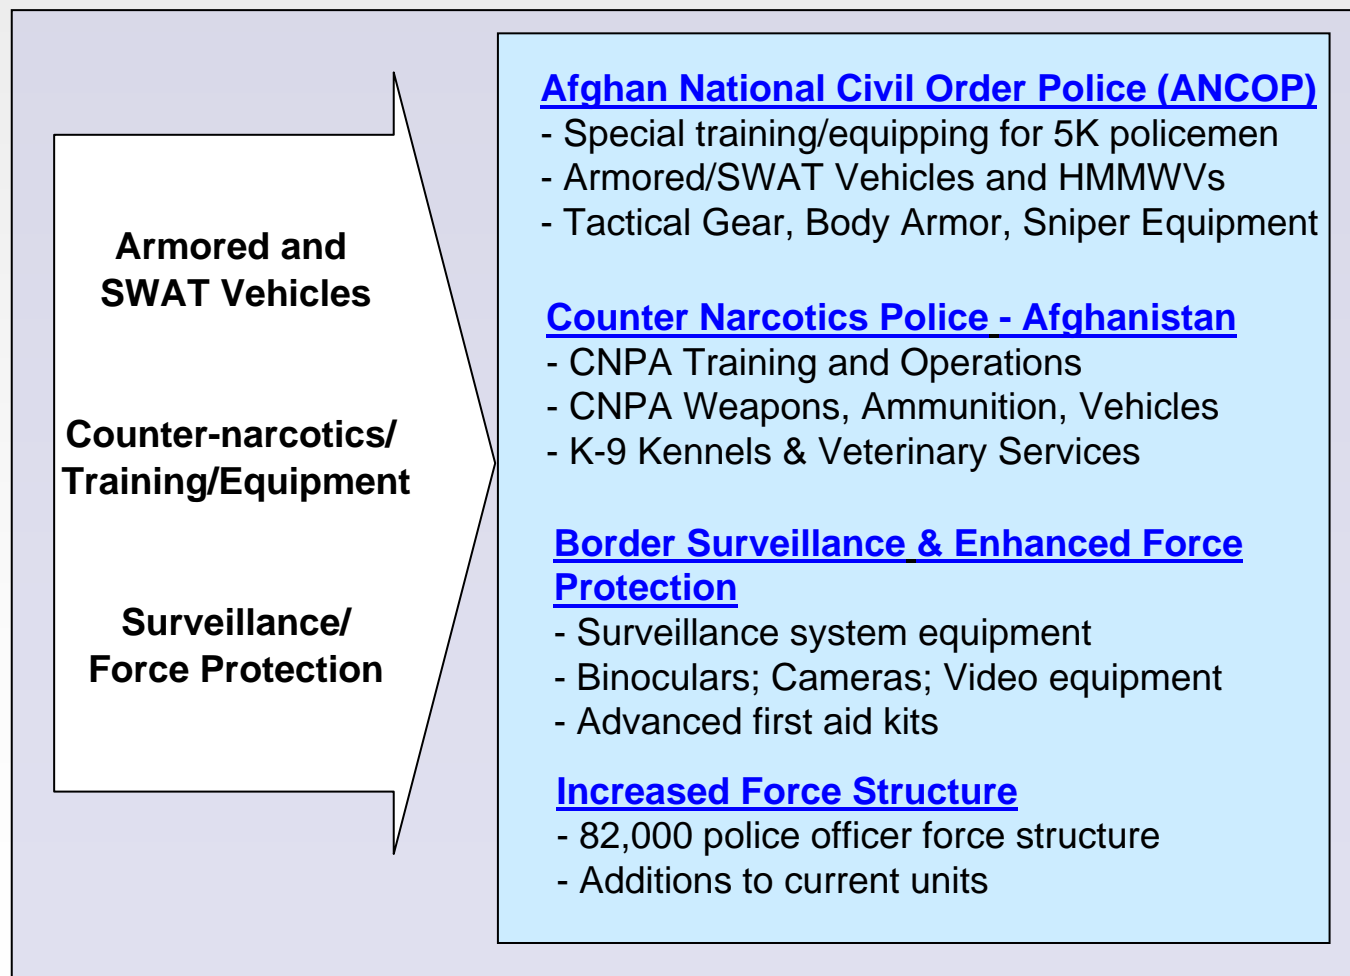 Armored and
SWAT Vehicles
Counter-narcotics/
Training/Equipment
Surveillance/
Force Protection
Afghan National Civil Order Police (ANCOP)
- Special training/equipping for 5K policemen
- Armored/SWAT Vehicles and HMMWVs
- Tactical Gear, Body Armor, Sniper Equipment
Counter Narcotics Police - Afghanistan
- CNPA Training and Operations
- CNPA Weapons, Ammunition, Vehicles
- K-9 Kennels & Veterinary Services
Border Surveillance & Enhanced Force
Protection
- Surveillance system equipment
- Binoculars; Cameras; Video equipment
- Advanced first aid kits
Increased Force Structure
- 82,000 police officer force structure
- Additions to current units